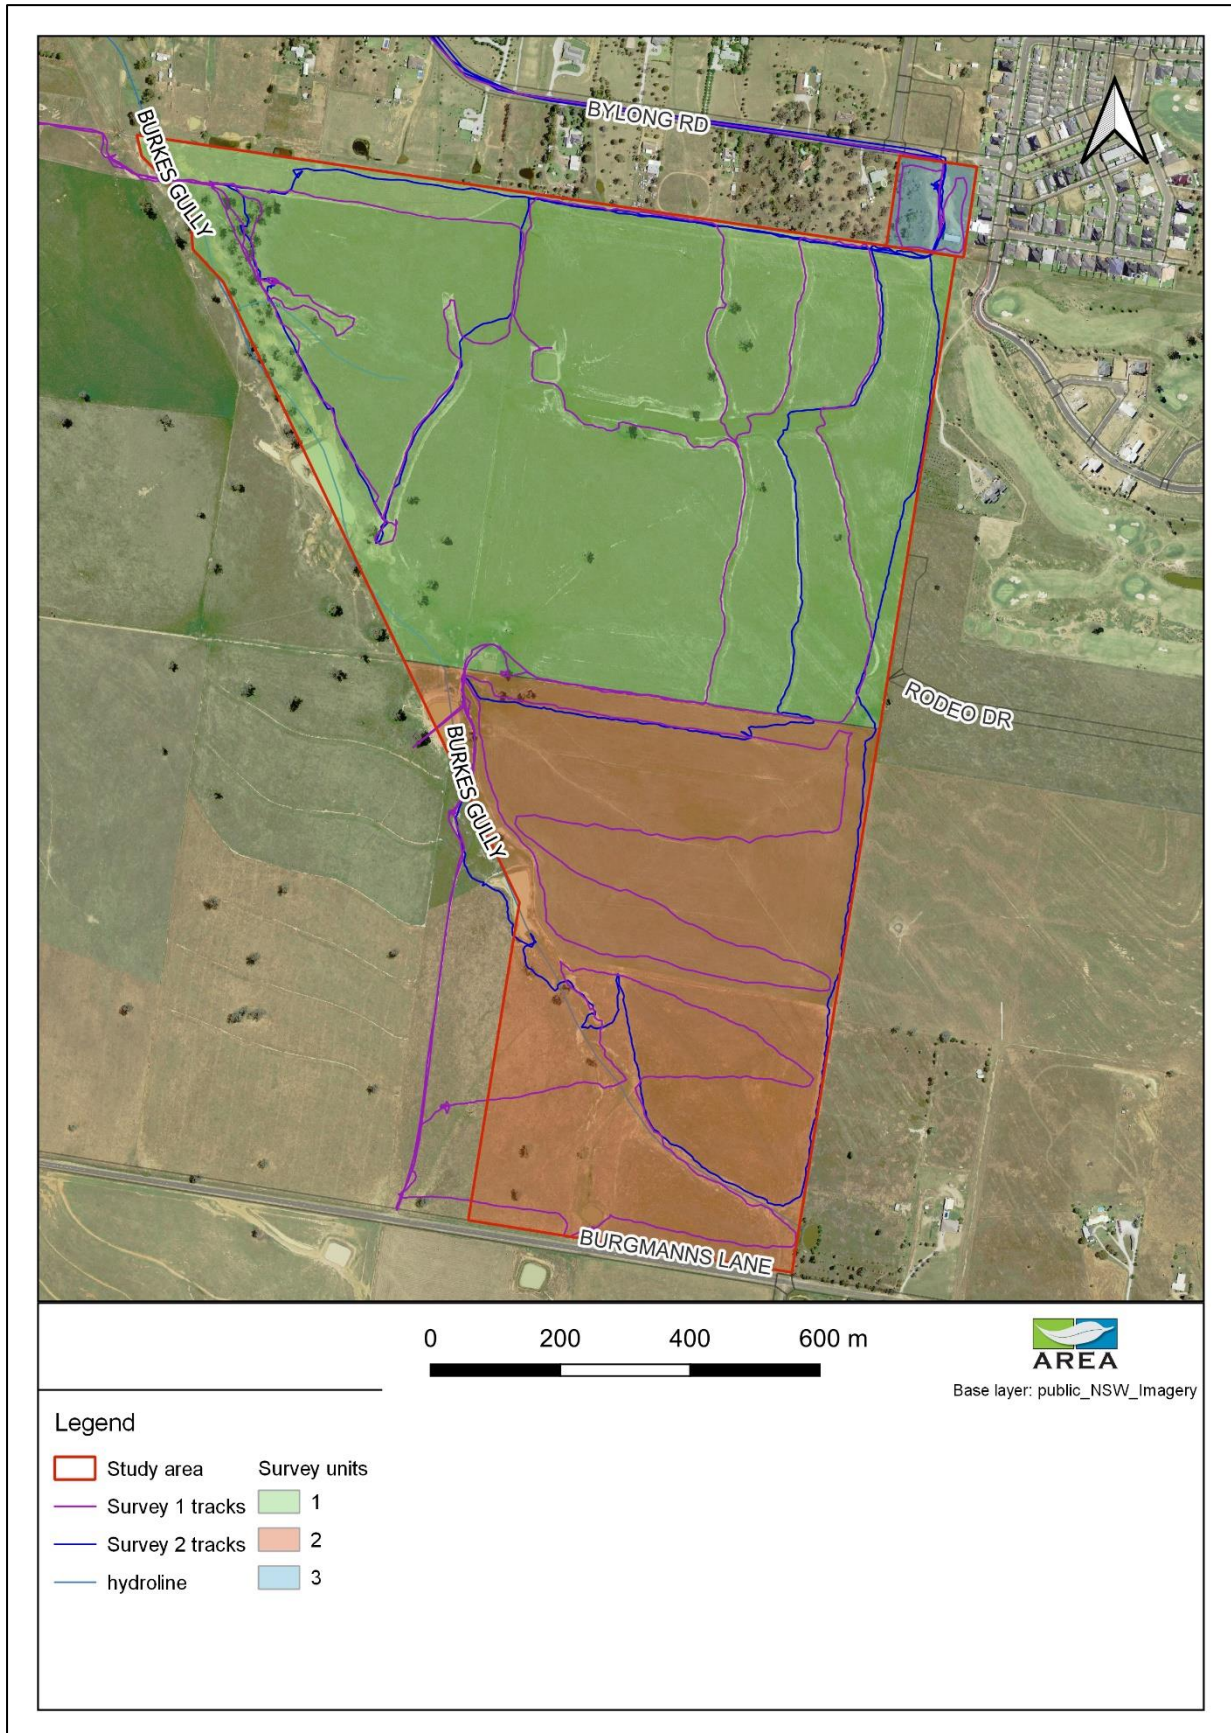 BYLONG RD
BURKES GULLY
RODEO DR
BURKES GULLY
BURGMANNS LANE
0 200 400 600 m
AREA
Base layer: public_NSW_Imagery
Legend
Study area
Survey 1 tracks
Survey 2 tracks
hydroline
Survey units
1
2
3